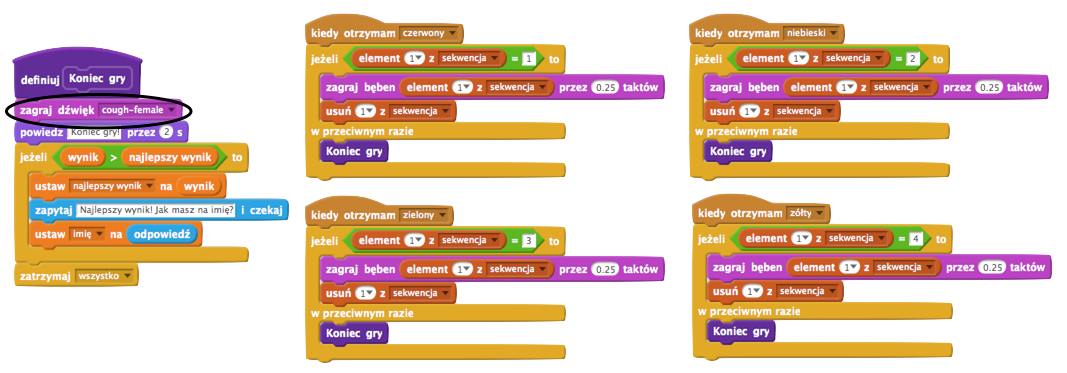 definiuj Koniec gry
zagraj dźwięk cough-female
powiedz Koniec gry! przez 2 s
jeżeli wynik > najlepszy wynik to
ustaw najlepszy wynik na wynik
zapytaj Najlepszy wynik! Jak masz na imię? i czekaj
ustaw imię na odpowiedź
zatrzymaj wszystko
kiedy otrzymam czerwony
jeżeli element 1 z sekwencja = 1 to
zagraj bęben element 1 z sekwencja przez 0.25 taktów
usuń 1 z sekwencja
w przeciwnym razie
Koniec gry
kiedy otrzymam niebieski
jeżeli element 1 z sekwencja = 2 to
zagraj bęben element 1 z sekwencja przez 0.25 taktów
usuń 1 z sekwencja
w przeciwnym razie
Koniec gry
kiedy otrzymam zielony
jeżeli element 1 z sekwencja = 3 to
zagraj bęben element 1 z sekwencja przez 0.25 taktów
usuń 1 z sekwencja
w przeciwnym razie
Koniec gry
kiedy otrzymam zółty
jeżeli element 1 z sekwencja = 4 to
zagraj bęben element 1 z sekwencja przez 0.25 taktów
usuń 1 z sekwencja
w przeciwnym razie
Koniec gry